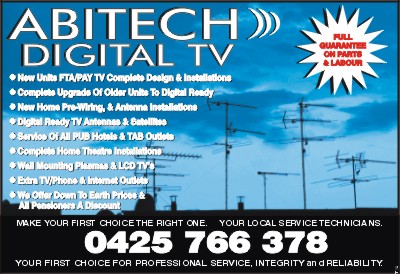 ABITECH
DIGITAL TV
FULL
GUARANTEE
ON PARTS
& LABOUR
New Units FTA/PAY TV Complete Design & Installations
Complete Upgrade Of Older Units To Digital Ready
New Home Pre-Wiring, & Antenna Installations
Digital Ready TV Antennas & Satellites
Service Of All PUB Hotels & TAB Outlets
Complete Home Theatre Installations
Wall Mounting Plasmas & LCD TV's
Extra TV/Phone & Internet Outlets
We Offer Down To Earth Prices &
All Pensioners A Discount
MAKE YOUR FIRST CHOICE THE RIGHT ONE. YOUR LOCAL SERVICE TECHNICIANS.
0425 766 378
YOUR FIRST CHOICE FOR PROFESSIONAL SERVICE, INTEGRITY and RELIABILITY.